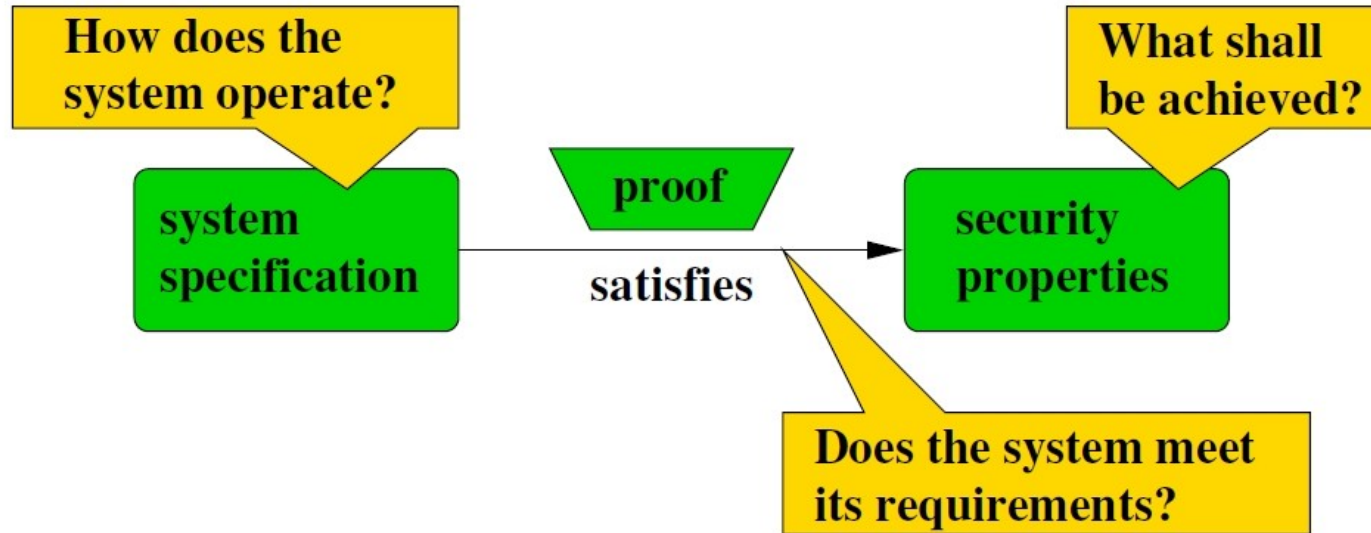 How does the
system operate?
What shall
be achieved?
proof
system
specification
satisfies
security
properties
Does the system meet
its requirements?